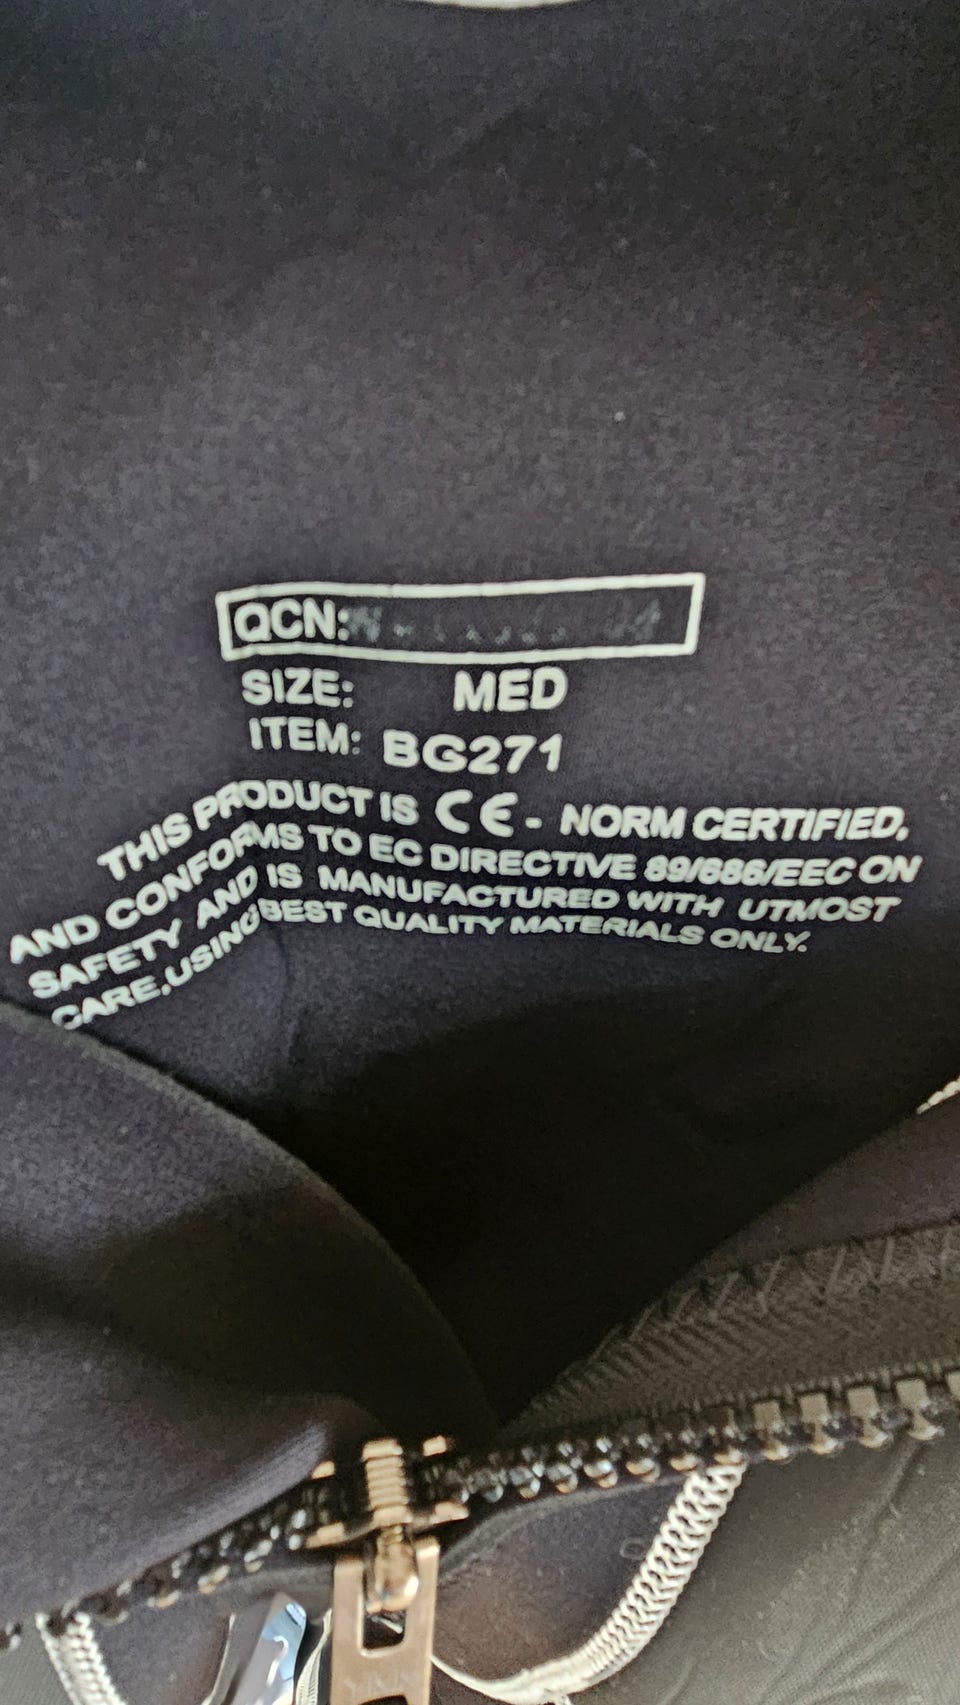 QCN:
SIZE: MED
ITEM: BG271
THIS PRODUCT IS CE - NORM CERTIFIED.
AND CONFORMS TO EC DIRECTIVE 89/686/EEC ON
SAFETY AND IS MANUFACTURED WITH UTMOST
CARE,USING BEST QUALITY MATERIALS ONLY.